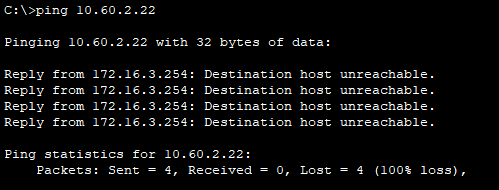 C:\>ping 10.60.2.22
Pinging 10.60.2.22 with 32 bytes of data:
Reply from 172.16.3.254: Destination host unreachable.
Reply from 172.16.3.254: Destination host unreachable.
Reply from 172.16.3.254: Destination host unreachable.
Reply from 172.16.3.254: Destination host unreachable.
Ping statistics for 10.60.2.22:
Packets: Sent = 4, Received = 0, Lost = 4 (100% loss),